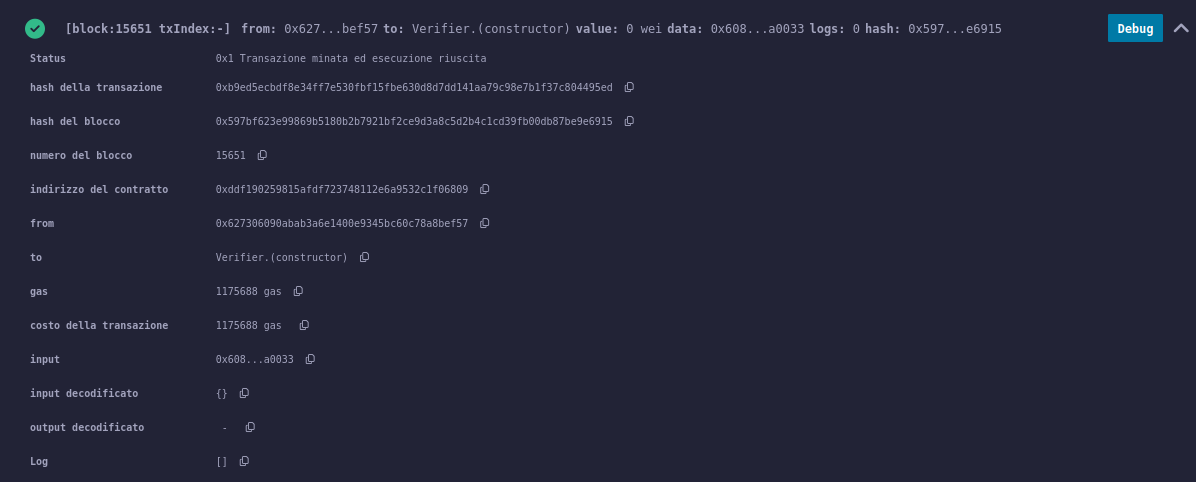 [block:15651 txIndex:-] from: 0x627...bef57 to: Verifier.(constructor) value: 0 wei data: 0x608...a0033 logs: 0 hash: 0x597...e6915 Debug
Status 0x1 Transazione minata ed esecuzione riuscita
hash della transazione 0xb9ed5ecbdf8e34ff7e530fbf15fbe630d8d7dd141aa79c98e7b1f37c804495ed
hash del blocco 0x597bf623e99869b5180b2b7921bf2ce9d3a8c5d2b4c1cd39fb00db87be9e6915
numero del blocco 15651
indirizzo del contratto 0xddf190259815afdf723748112e6a9532c1f06809
from 0x627306090abab3a6e1400e9345bc60c78a8bef57
to Verifier.(constructor)
gas 1175688 gas
costo della transazione 1175688 gas
input 0x608...a0033
input decodificato {}
output decodificato -
Log []